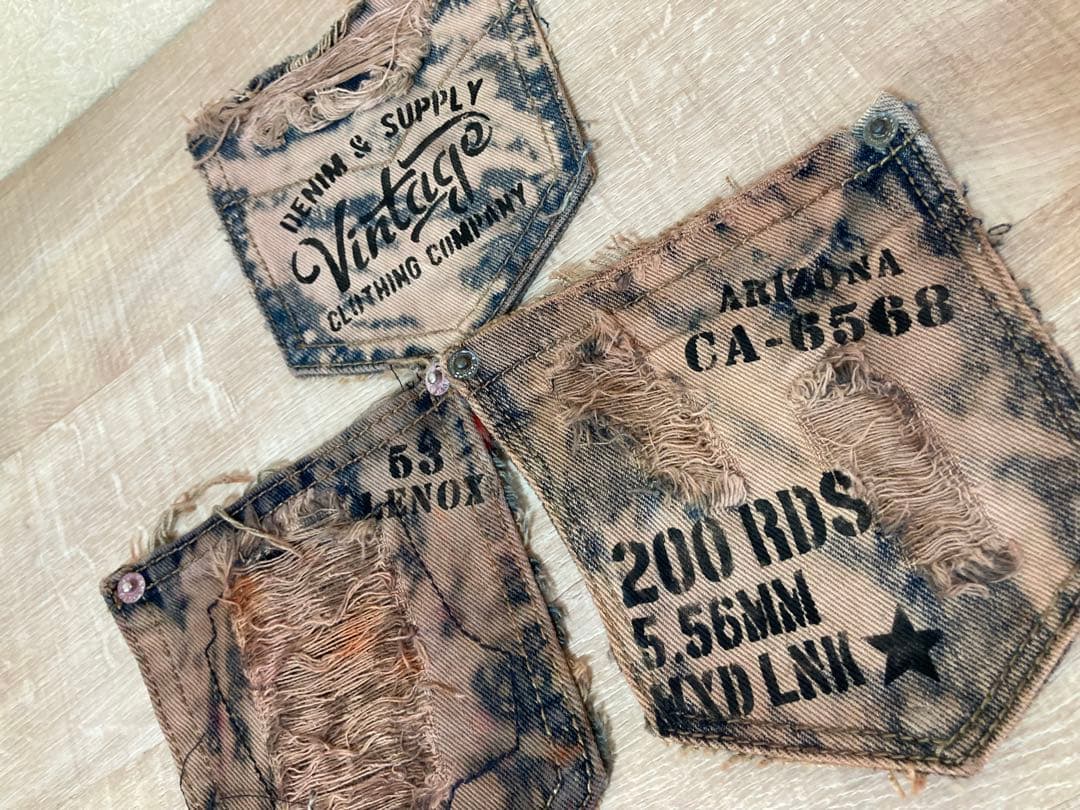 DENIM & SUPPLY
Vintage
CLOTHING COMPANY
ARIZONA
CA-6568
200 RDS
5.56MM
MXD LNK
53
LENOX